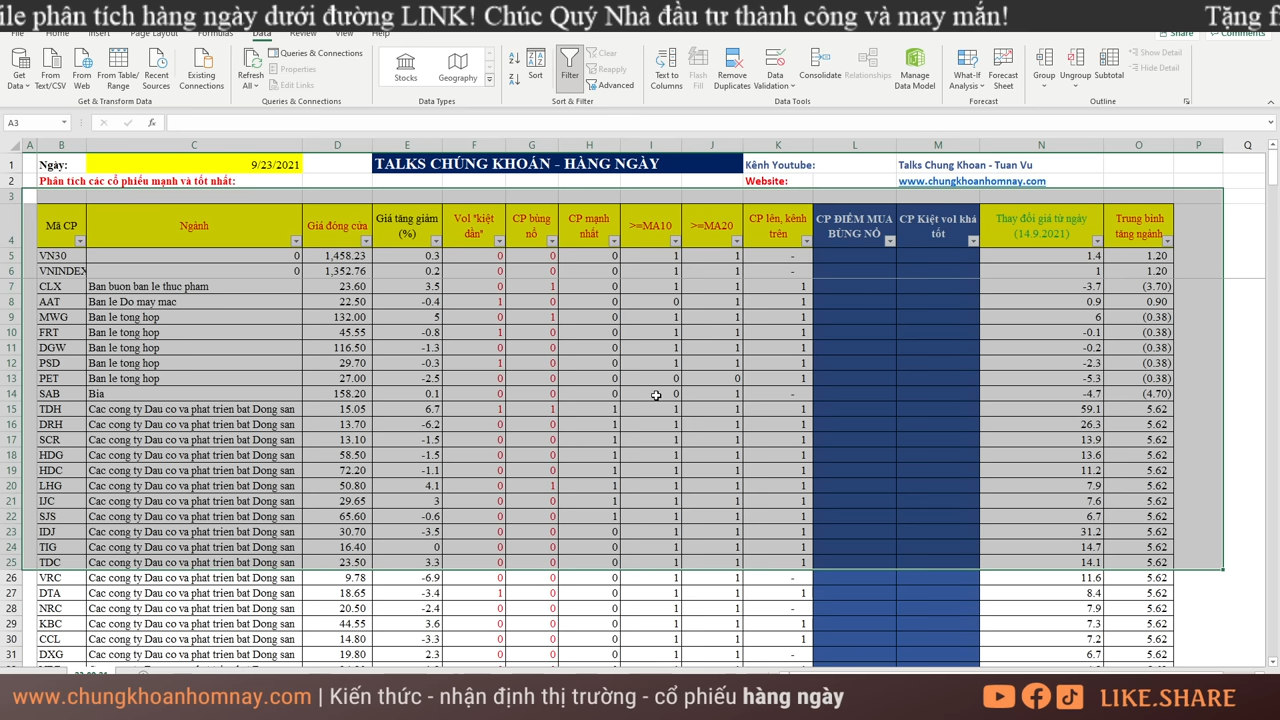 ile phân tích hàng ngày dưới đường LINK! Chúc Quý Nhà đầu tư thành công và may mắn! Tặng f
Home Insert Page Layout Formulas Data Review View Help Share Comments
Get Data From Text/CSV From Web From Table/Range Recent Sources Existing Connections Refresh All Queries & Connections Properties Edit Links Stocks Geography Sort Filter Clear Reapply Advanced Text to Columns Flash Fill Remove Duplicates Data Validation Consolidate Relationships Manage Data Model What-If Analysis Forecast Sheet Group Ungroup Subtotal Show Detail Hide Detail
Get & Transform Data Queries & Connections Data Types Sort & Filter Data Tools Forecast Outline
A3 fx
A B C D E F G H I J K L M N O P Q
1 Ngày: 9/23/2021 TALKS CHỨNG KHOÁN - HÀNG NGÀY Kênh Youtube: Talks Chung Khoan - Tuan Vu
2 Phân tích các cổ phiếu mạnh và tốt nhất: Website: www.chungkhoanhomnay.com
3
4 Mã CP Ngành Giá đóng cửa Giá tăng giảm (%) Vol "kiệt dần" CP bùng nổ CP mạnh nhất >=MA10 >=MA20 CP lên, kênh trên CP ĐIỂM MUA BÙNG NỔ CP Kiệt vol khá tốt Thay đổi giá từ ngày (14.9.2021) Trung bình tăng ngành
5 VN30 0 1,458.23 0.3 0 0 0 1 1 - 1.4 1.20
6 VNINDEX 0 1,352.76 0.2 0 0 0 1 1 - 1 1.20
7 CLX Ban buon ban le thuc pham 23.60 3.5 0 1 0 1 1 1 -3.7 (3.70)
8 AAT Ban le Do may mac 22.50 -0.4 1 0 0 0 1 1 0.9 0.90
9 MWG Ban le tong hop 132.00 5 0 1 0 1 1 1 6 (0.38)
10 FRT Ban le tong hop 45.55 -0.8 1 0 0 1 1 1 -0.1 (0.38)
11 DGW Ban le tong hop 116.50 -1.3 0 0 0 1 1 1 -0.2 (0.38)
12 PSD Ban le tong hop 29.70 -0.3 1 0 0 1 1 1 -2.3 (0.38)
13 PET Ban le tong hop 27.00 -2.5 0 0 0 0 0 1 -5.3 (0.38)
14 SAB Bia 158.20 0.1 0 0 0 0 1 - -4.7 (4.70)
15 TDH Cac cong ty Dau co va phat trien bat Dong san 15.05 6.7 1 1 1 1 1 1 59.1 5.62
16 DRH Cac cong ty Dau co va phat trien bat Dong san 13.70 -6.2 0 0 1 1 1 1 26.3 5.62
17 SCR Cac cong ty Dau co va phat trien bat Dong san 13.10 -1.5 0 0 1 1 1 1 13.9 5.62
18 HDG Cac cong ty Dau co va phat trien bat Dong san 58.50 -1.5 0 0 1 1 1 1 13.6 5.62
19 HDC Cac cong ty Dau co va phat trien bat Dong san 72.20 -1.1 0 0 1 1 1 1 11.2 5.62
20 LHG Cac cong ty Dau co va phat trien bat Dong san 50.80 4.1 0 1 1 1 1 1 7.9 5.62
21 IJC Cac cong ty Dau co va phat trien bat Dong san 29.65 3 0 0 1 1 1 1 7.6 5.62
22 SJS Cac cong ty Dau co va phat trien bat Dong san 65.60 -0.6 0 0 1 1 1 1 6.7 5.62
23 IDJ Cac cong ty Dau co va phat trien bat Dong san 30.70 -3.5 0 0 0 1 1 1 31.2 5.62
24 TIG Cac cong ty Dau co va phat trien bat Dong san 16.40 0 0 0 0 1 1 1 14.7 5.62
25 TDC Cac cong ty Dau co va phat trien bat Dong san 23.50 3.3 0 0 0 1 1 1 14.1 5.62
26 VRC Cac cong ty Dau co va phat trien bat Dong san 9.78 -6.9 0 0 0 1 1 - 11.6 5.62
27 DTA Cac cong ty Dau co va phat trien bat Dong san 18.65 -3.4 1 0 0 1 1 1 8.4 5.62
28 NRC Cac cong ty Dau co va phat trien bat Dong san 20.50 -2.4 0 0 0 1 1 - 7.9 5.62
29 KBC Cac cong ty Dau co va phat trien bat Dong san 44.55 3.6 0 0 0 1 1 1 7.3 5.62
30 CCL Cac cong ty Dau co va phat trien bat Dong san 14.80 -3.3 0 0 0 1 1 1 7.2 5.62
31 DXG Cac cong ty Dau co va phat trien bat Dong san 19.80 2.3 0 0 0 1 1 1 6.7 5.62
www.chungkhoanhomnay.com | Kiến thức - nhận định thị trường - cổ phiếu hàng ngày LIKE.SHARE